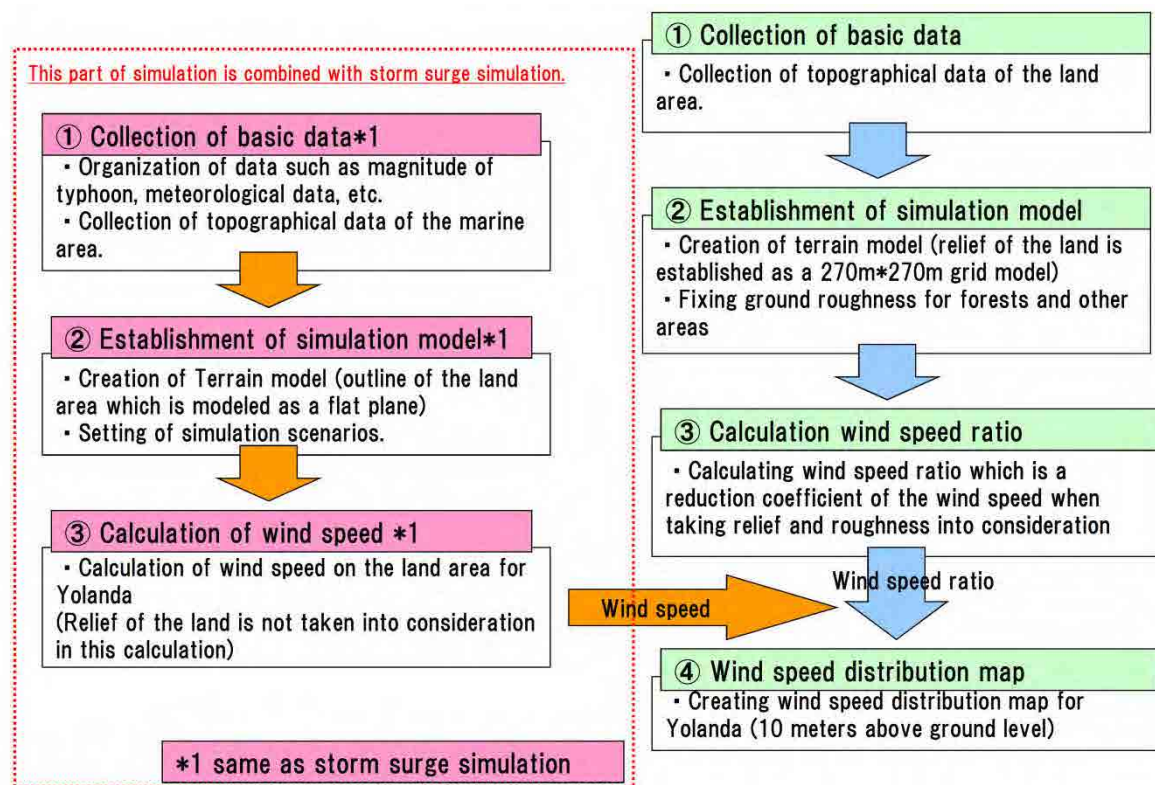 This part of simulation is combined with storm surge simulation.
① Collection of basic data*1
・Organization of data such as magnitude of
typhoon, meteorological data, etc.
・Collection of topographical data of the marine
area.
② Establishment of simulation model*1
・Creation of Terrain model (outline of the land
area which is modeled as a flat plane)
・Setting of simulation scenarios.
③ Calculation of wind speed *1
・Calculation of wind speed on the land area for
Yolanda
(Relief of the land is not taken into consideration
in this calculation)
*1 same as storm surge simulation
Wind speed
① Collection of basic data
・Collection of topographical data of the land
area.
② Establishment of simulation model
・Creation of terrain model (relief of the land is
established as a 270m*270m grid model)
・Fixing ground roughness for forests and other
areas
③ Calculation wind speed ratio
・Calculating wind speed ratio which is a
reduction coefficient of the wind speed when
taking relief and roughness into consideration
Wind speed ratio
④ Wind speed distribution map
・Creating wind speed distribution map for
Yolanda (10 meters above ground level)